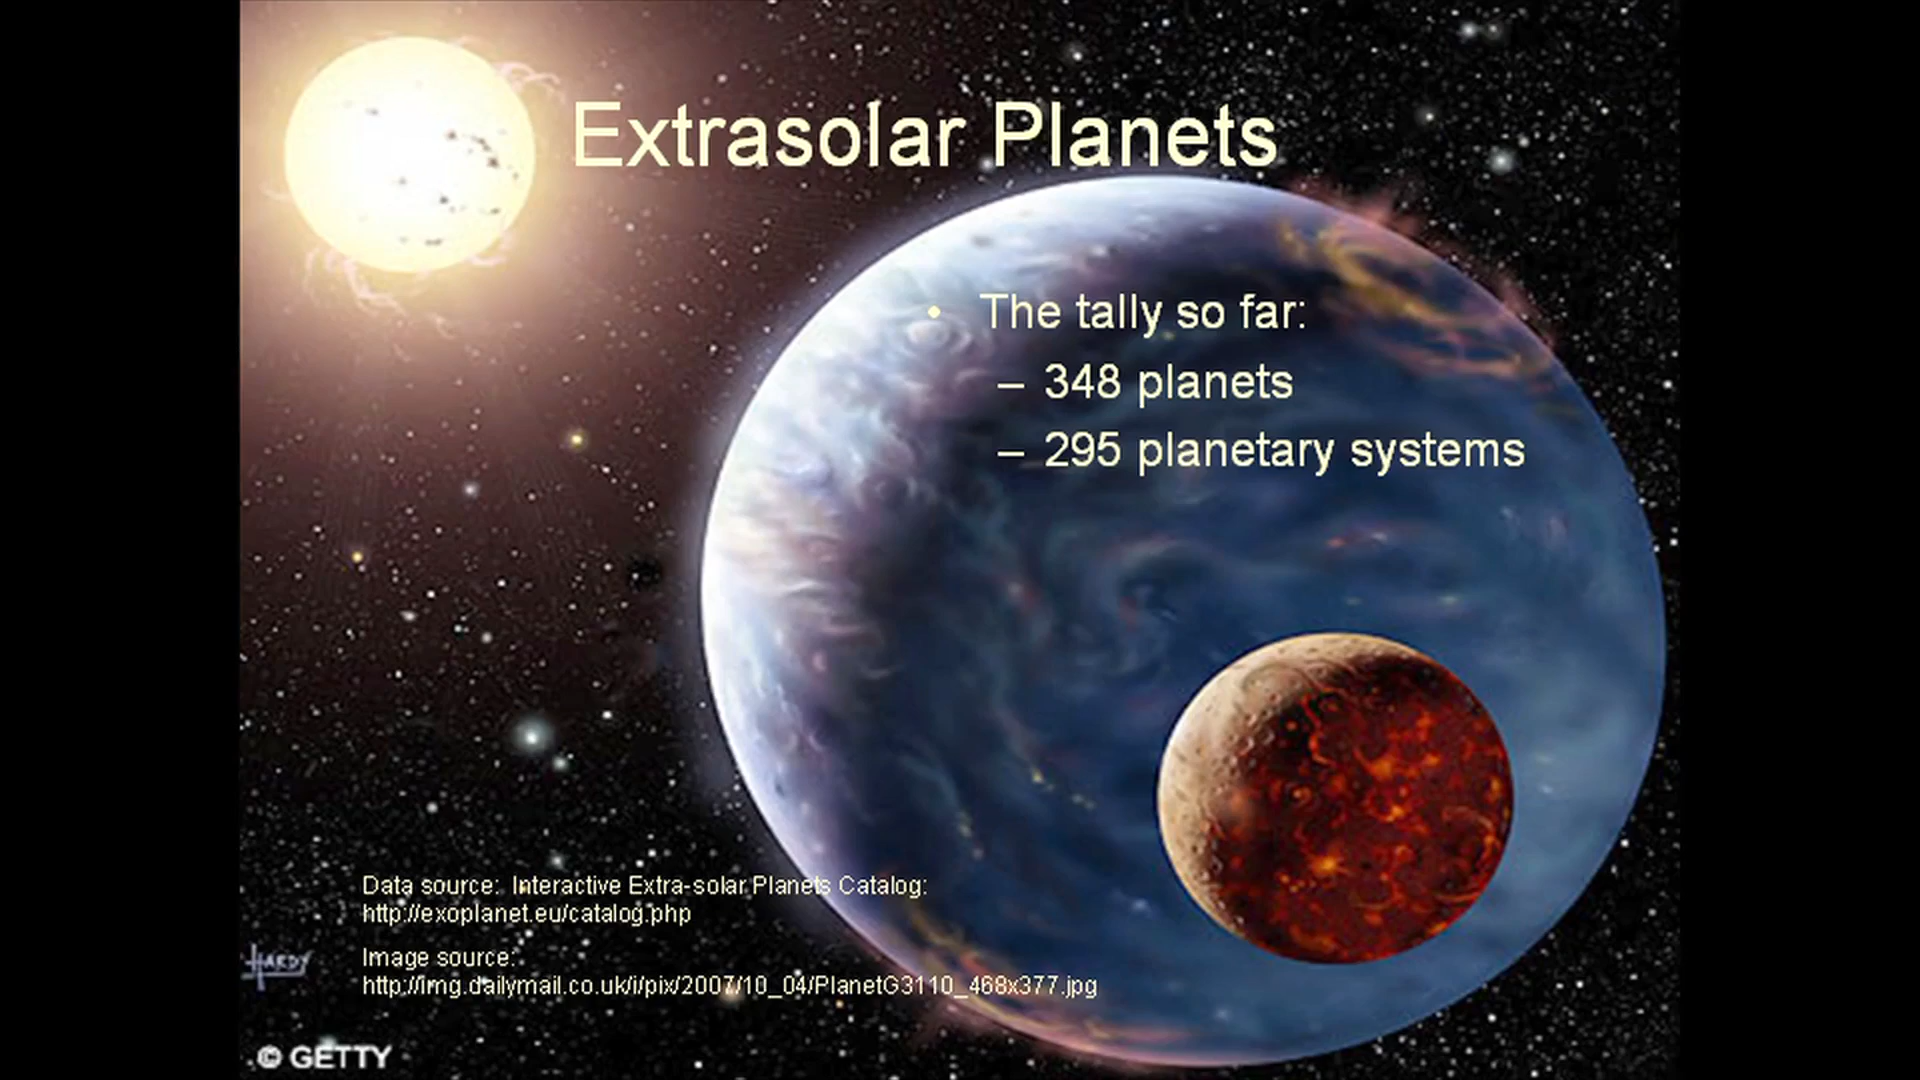 Extrasolar Planets
• The tally so far:
– 348 planets
– 295 planetary systems
Data source: Interactive Extra-solar Planets Catalog:
http://exoplanet.eu/catalog.php
Image source:
http://img.dailymail.co.uk/i/pix/2007/10_04/PlanetG3110_468x377.jpg
HARDY
© GETTY